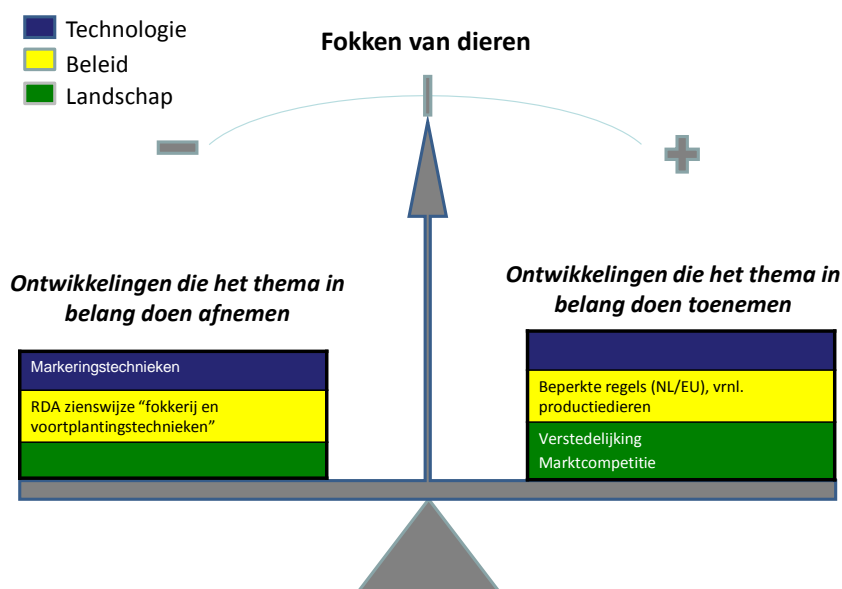 Technologie
Beleid
Landschap
Fokken van dieren
Ontwikkelingen die het thema in
belang doen afnemen
Markeringstechnieken
RDA zienswijze “fokkerij en
voortplantingstechnieken”
Ontwikkelingen die het thema in
belang doen toenemen
Beperkte regels (NL/EU), vrnl.
productiedieren
Verstedelijking
Marktcompetitie